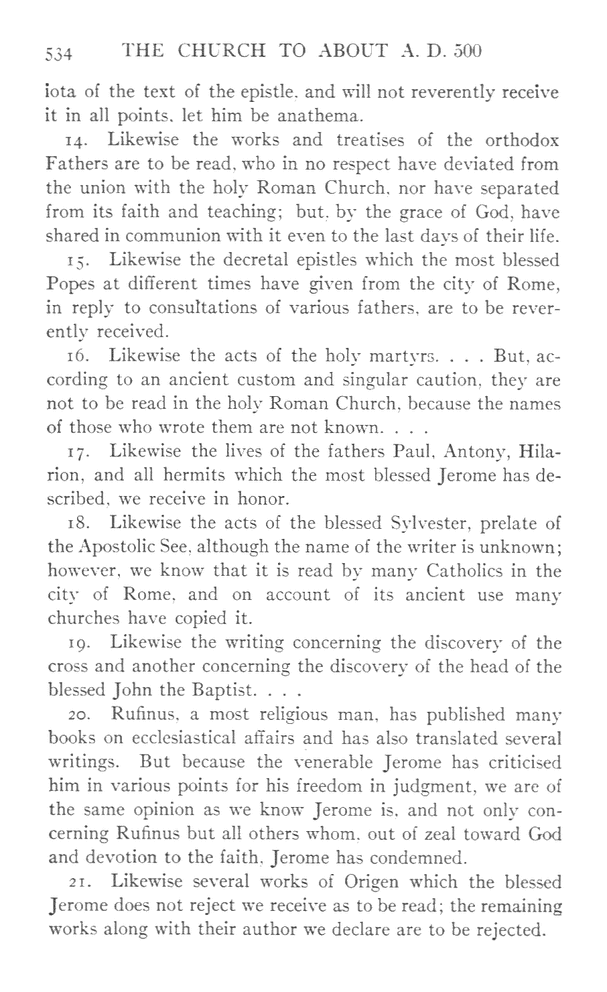 534 THE CHURCH TO ABOUT A. D. 500
iota of the text of the epistle, and will not reverently receive
it in all points, let him be anathema.
14. Likewise the works and treatises of the orthodox
Fathers are to be read, who in no respect have deviated from
the union with the holy Roman Church, nor have separated
from its faith and teaching; but, by the grace of God, have
shared in communion with it even to the last days of their life.
15. Likewise the decretal epistles which the most blessed
Popes at different times have given from the city of Rome,
in reply to consultations of various fathers, are to be rever-
ently received.
16. Likewise the acts of the holy martyrs. . . . But, ac-
cording to an ancient custom and singular caution, they are
not to be read in the holy Roman Church, because the names
of those who wrote them are not known. . . .
17. Likewise the lives of the fathers Paul, Antony, Hila-
rion, and all hermits which the most blessed Jerome has de-
scribed, we receive in honor.
18. Likewise the acts of the blessed Sylvester, prelate of
the Apostolic See, although the name of the writer is unknown;
however, we know that it is read by many Catholics in the
city of Rome, and on account of its ancient use many
churches have copied it.
19. Likewise the writing concerning the discovery of the
cross and another concerning the discovery of the head of the
blessed John the Baptist. . . .
20. Rufinus, a most religious man, has published many
books on ecclesiastical affairs and has also translated several
writings. But because the venerable Jerome has criticised
him in various points for his freedom in judgment, we are of
the same opinion as we know Jerome is, and not only con-
cerning Rufinus but all others whom, out of zeal toward God
and devotion to the faith, Jerome has condemned.
21. Likewise several works of Origen which the blessed
Jerome does not reject we receive as to be read; the remaining
works along with their author we declare are to be rejected.